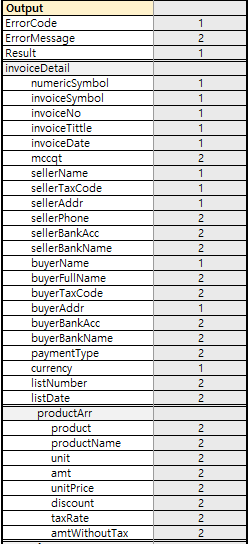 Output
ErrorCode 1
ErrorMessage 2
Result 1
invoiceDetail
numericSymbol 1
invoiceSymbol 1
invoiceNo 1
invoiceTittle 1
invoiceDate 1
mccqt 2
sellerName 1
sellerTaxCode 1
sellerAddr 1
sellerPhone 2
sellerBankAcc 2
sellerBankName 2
buyerName 1
buyerFullName 2
buyerTaxCode 2
buyerAddr 1
buyerBankAcc 2
buyerBankName 2
paymentType 2
currency 1
listNumber 2
listDate 2
productArr
product 2
productName 2
unit 2
amt 2
unitPrice 2
discount 2
taxRate 2
amtWithoutTax 2